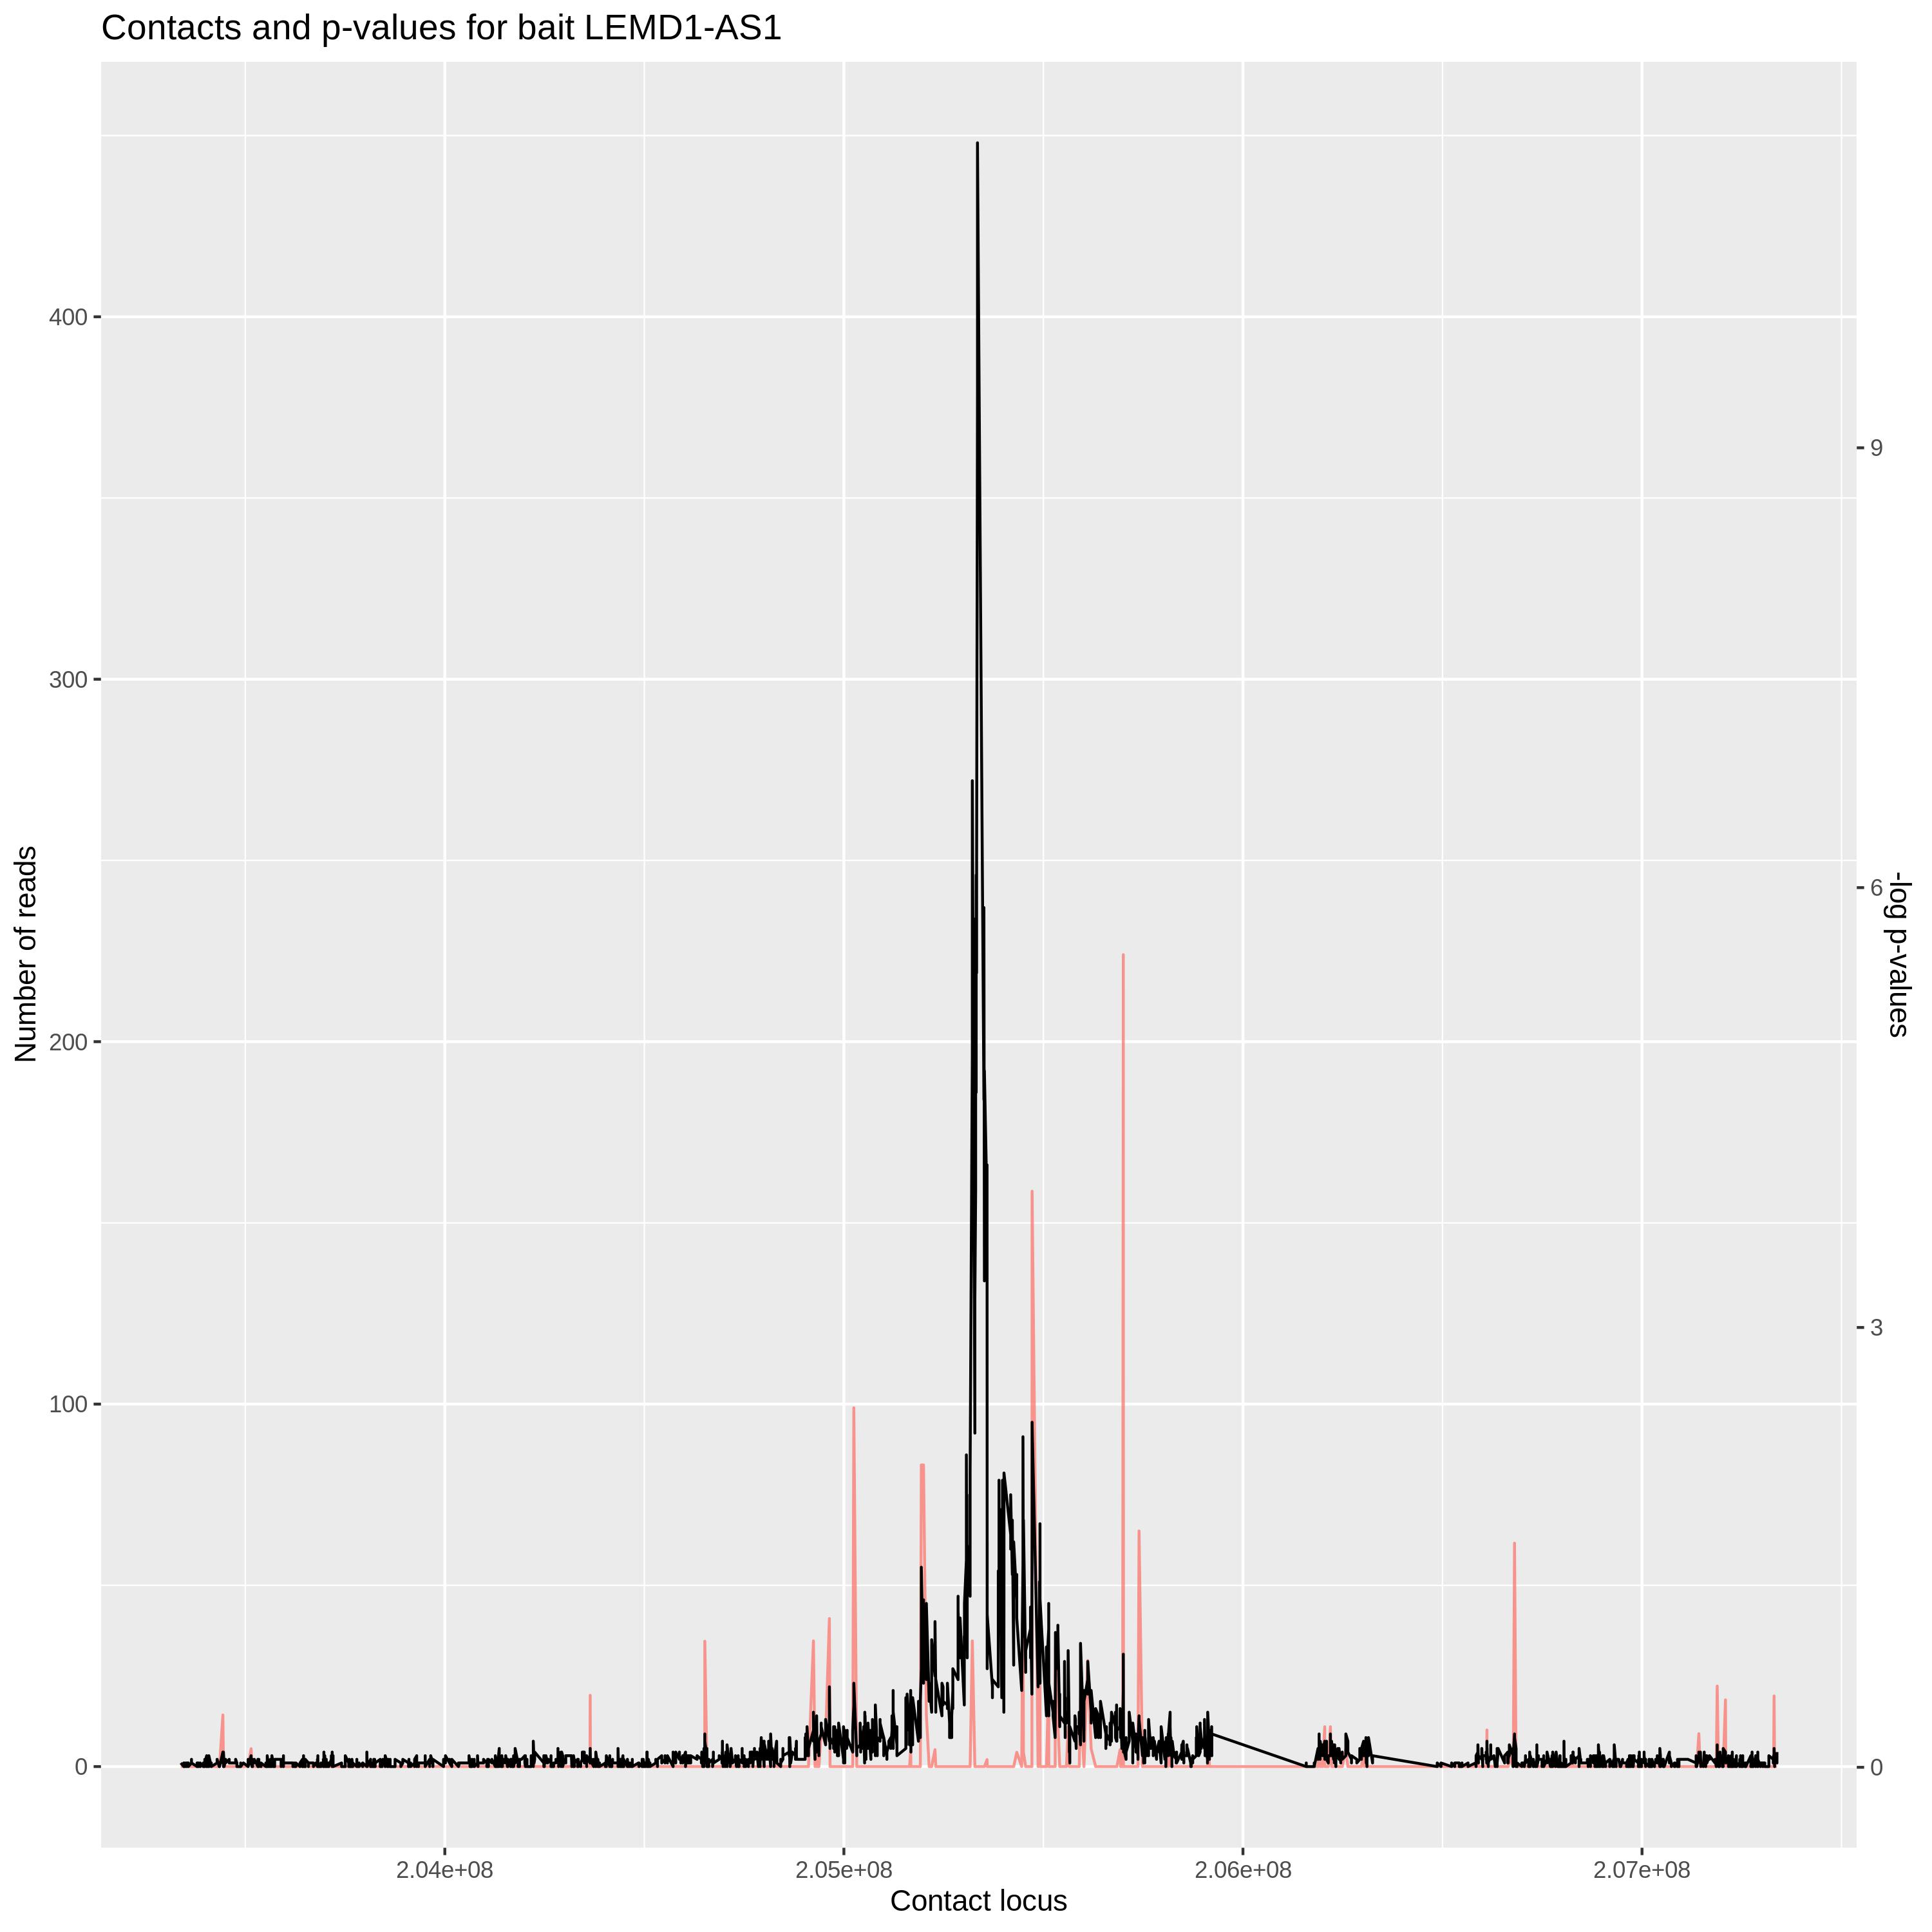 Contacts and p-values for bait LEMD1-AS1
Number of reads
400
300
200
100
0
9
6
3
0
-log p-values
2.04e+08
2.05e+08
2.06e+08
2.07e+08
Contact locus